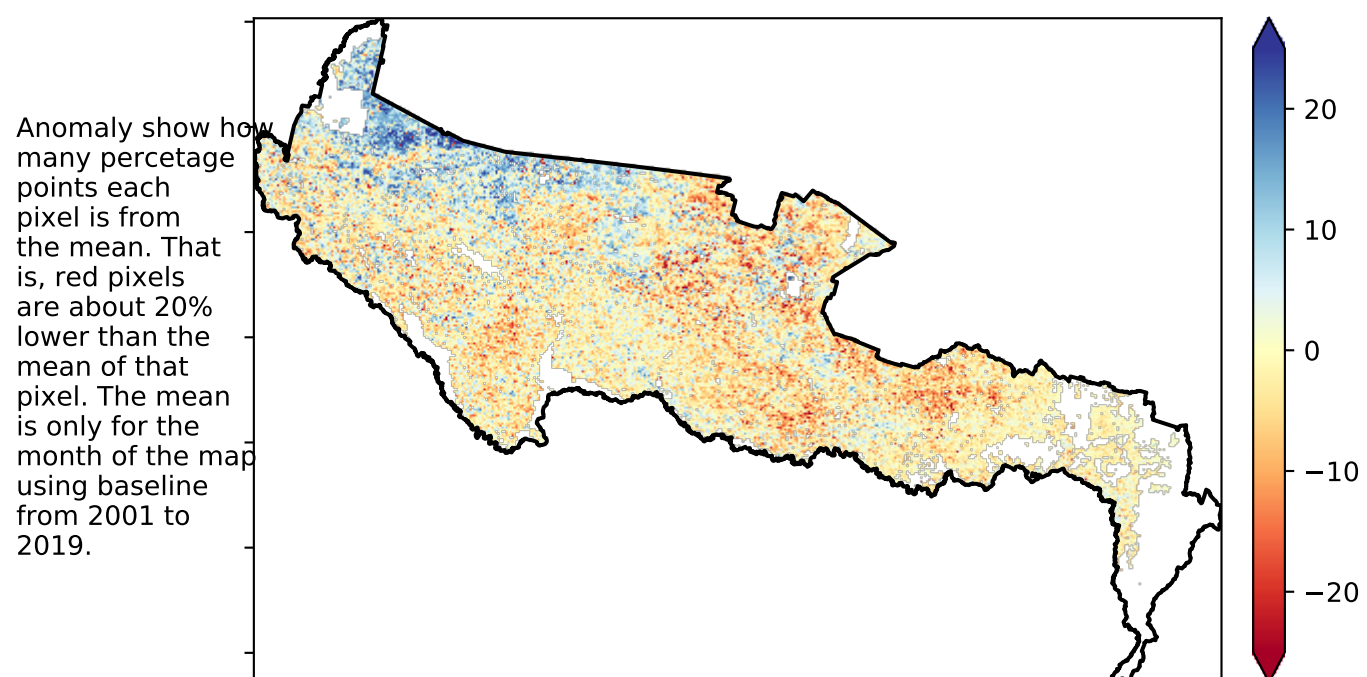 Anomaly show how
many percetage
points each
pixel is from
the mean. That
is, red pixels
are about 20%
lower than the
mean of that
pixel. The mean
is only for the
month of the map
using baseline
from 2001 to
2019.
20
10
0
−10
−20